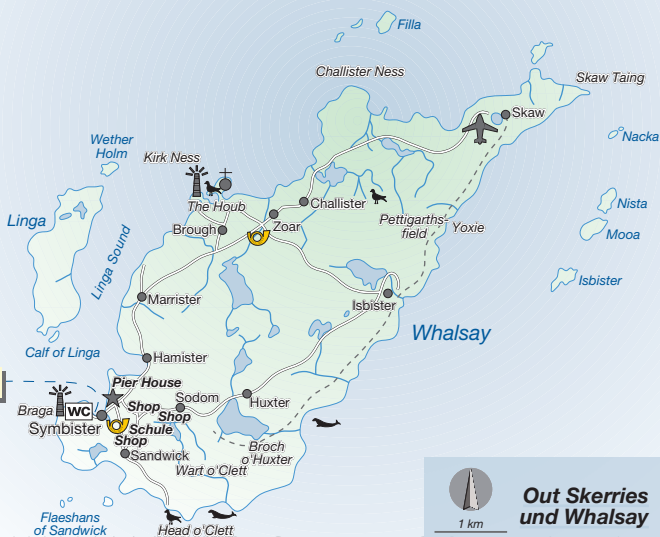 Filla
Challister Ness
Skaw Taing
Skaw
Nacka
Wether
Holm
Kirk Ness
The Houb
Challister
Nista
Linga
Brough
Zoar
Pettigarths-
field
Yoxie
Mooa
Linga Sound
Isbister
Marrister
Isbister
Whalsay
Calf of Linga
Hamister
Pier House
Braga
WC
Shop
Sodom
Shop
Huxter
Symbister
Schule
Shop
Sandwick
Broch
o'Huxter
Wart o'Clett
Flaeshans
of Sandwick
Head o'Clett
1 km
Out Skerries
und Whalsay